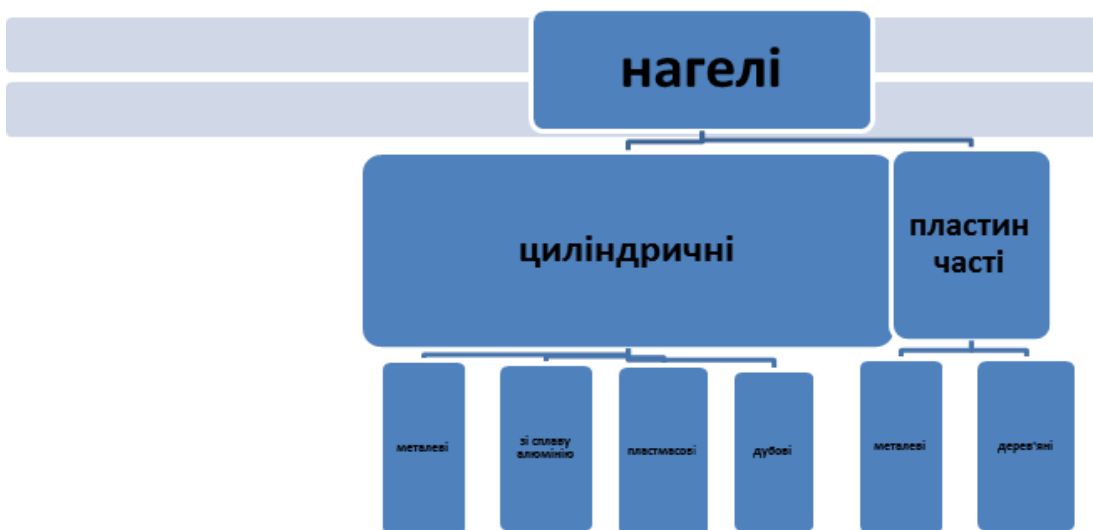 нагелі
циліндричні
пластин
часті
металеві
зі сплаву
алюмінію
пластмасові
дубові
металеві
дерев'яні